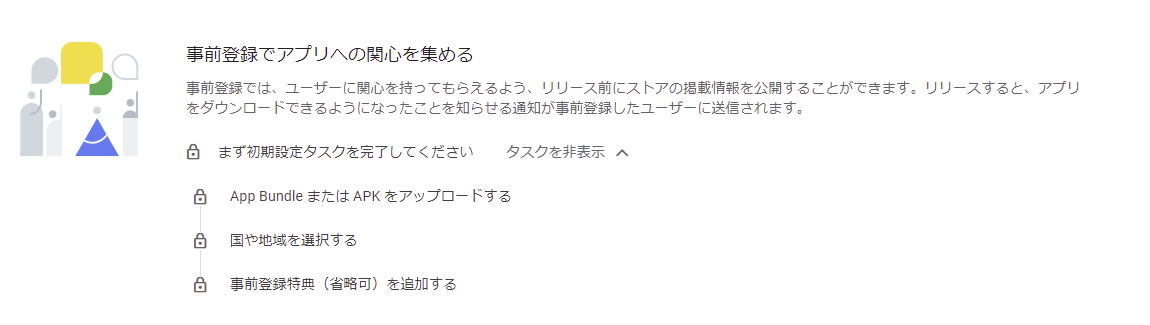 事前登録でアプリへの関心を集める
事前登録では、ユーザーに関心を持ってもらえるよう、リリース前にストアの掲載情報を公開することができます。リリースすると、アプリ
をダウンロードできるようになったことを知らせる通知が事前登録したユーザーに送信されます。
まず初期設定タスクを完了してください タスクを非表示
App Bundle または APK をアップロードする
国や地域を選択する
事前登録特典（省略可）を追加する